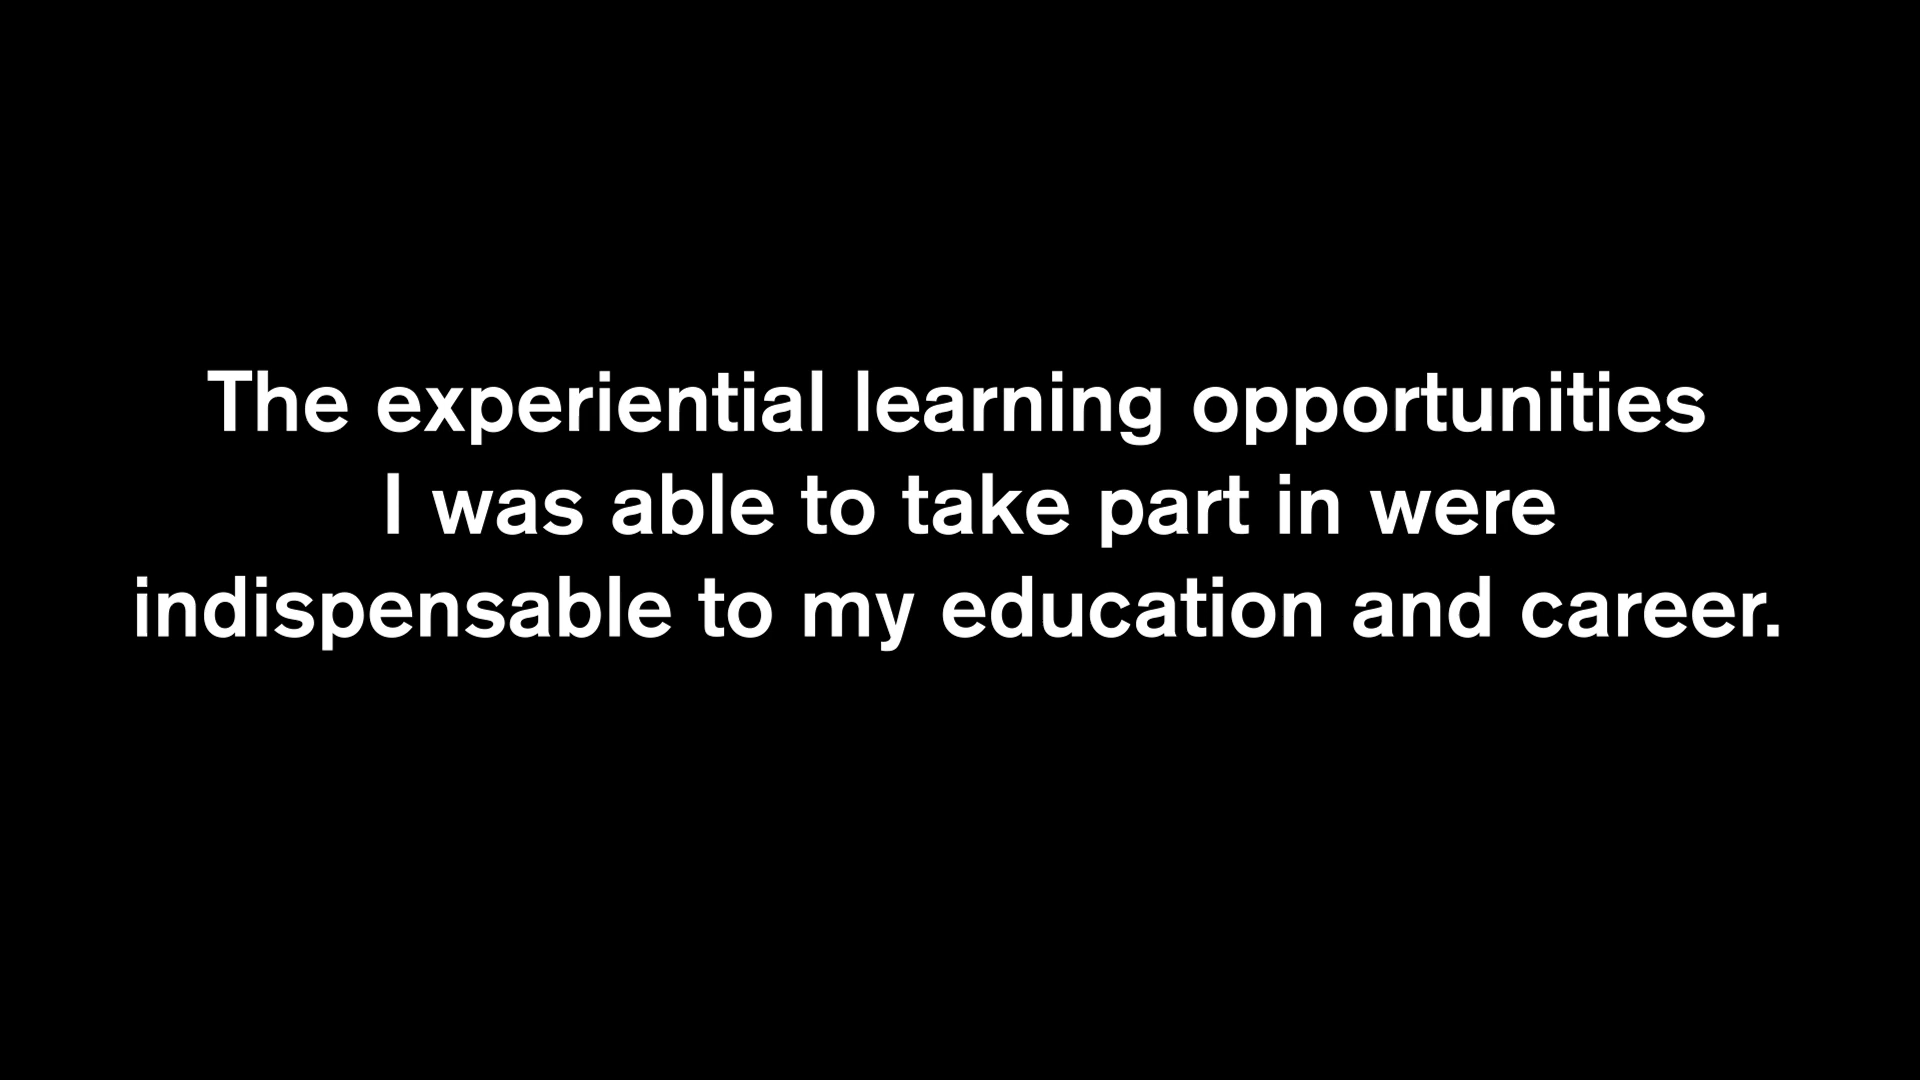 The experiential learning opportunities
I was able to take part in were
indispensable to my education and career.